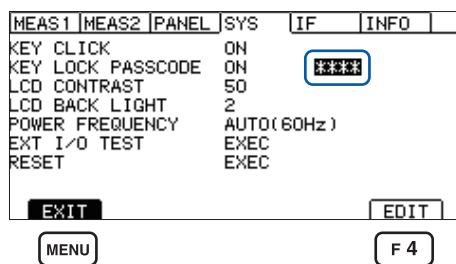 MEAS1 MEAS2 PANEL SYS IF INFO
KEY CLICK ON
KEY LOCK PASSCODE ON ****
LCD CONTRAST 50
LCD BACK LIGHT 2
POWER FREQUENCY AUTO(60Hz)
EXT I/O TEST EXEC
RESET EXEC
EXIT EDIT
MENU F 4